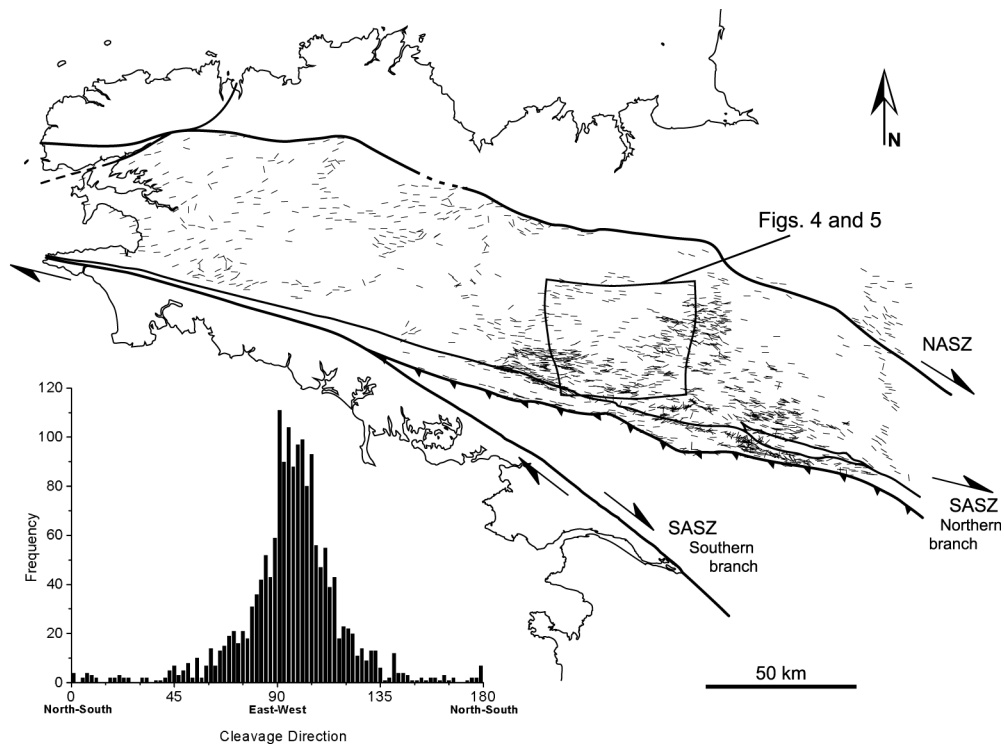 N
Figs. 4 and 5
NASZ
SASZ
Northern
branch
SASZ
Southern
branch
50 km
120
100
80
60
40
20
0
Frequency
0 45 90 135 180
North-South East-West North-South
Cleavage Direction